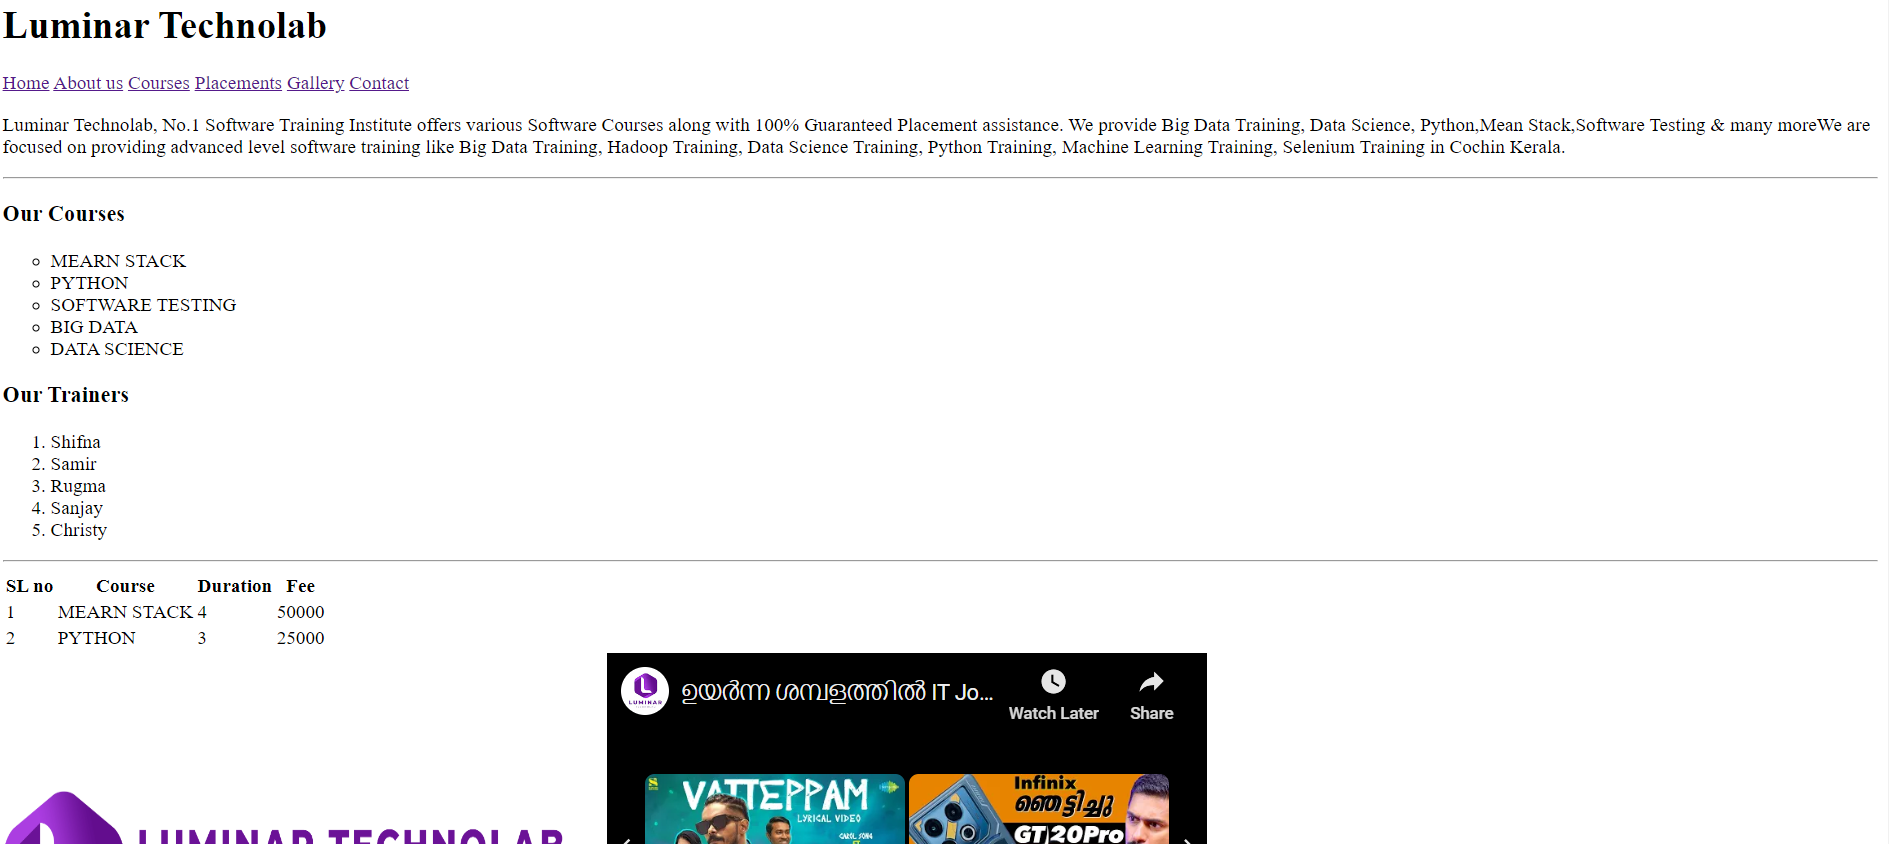 Luminar Technolab
Home About us Courses Placements Gallery Contact
Luminar Technolab, No.1 Software Training Institute offers various Software Courses along with 100% Guaranteed Placement assistance. We provide Big Data Training, Data Science, Python,Mean Stack,Software Testing & many moreWe are
focused on providing advanced level software training like Big Data Training, Hadoop Training, Data Science Training, Python Training, Machine Learning Training, Selenium Training in Cochin Kerala.
Our Courses
MEARN STACK
PYTHON
SOFTWARE TESTING
BIG DATA
DATA SCIENCE
Our Trainers
1. Shifna
2. Samir
3. Rugma
4. Sanjay
5. Christy
SL no Course Duration Fee
1 MEARN STACK 4 50000
2 PYTHON 3 25000
LUMINAR
ഉയർന്ന ശമ്പളത്തിൽ IT Jo...
Watch Later
Share
VATTEPPAM
LYRICAL VIDEO
CAROL SONG
Infinix
ഞെട്ടിച്ചു
GT 20Pro
LUMINAR TECHNOLAB